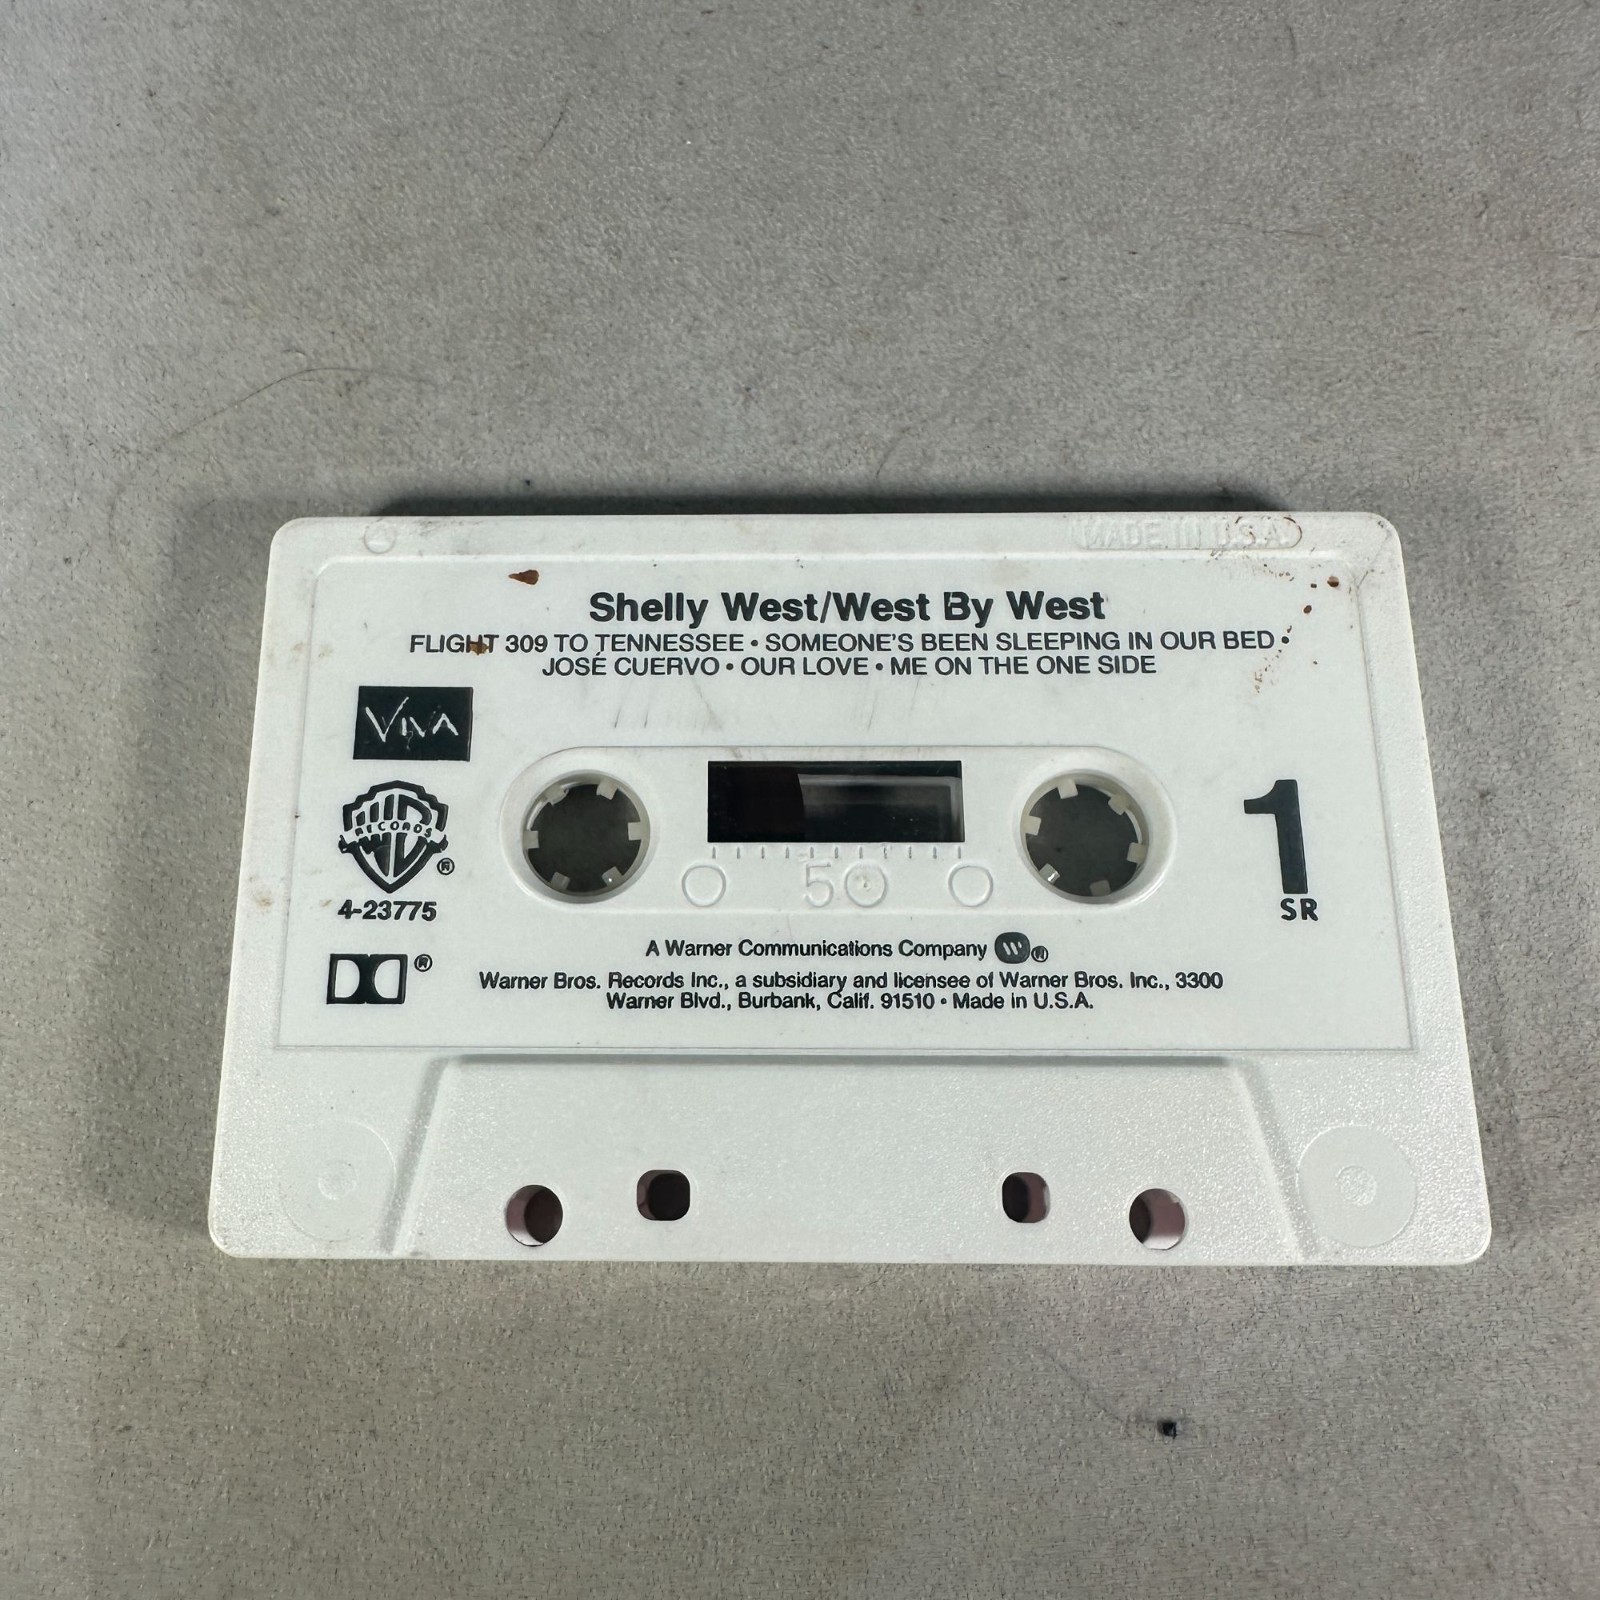 MADE IN U.S.A.
Shelly West/West By West
FLIGHT 309 TO TENNESSEE • SOMEONE'S BEEN SLEEPING IN OUR BED •
JOSÉ CUERVO • OUR LOVE • ME ON THE ONE SIDE
VIVA
RECORDS
®
4-23775
1
SR
50
®
A Warner Communications Company ®
Warner Bros. Records Inc., a subsidiary and licensee of Warner Bros. Inc., 3300
Warner Blvd., Burbank, Calif. 91510 • Made in U.S.A.